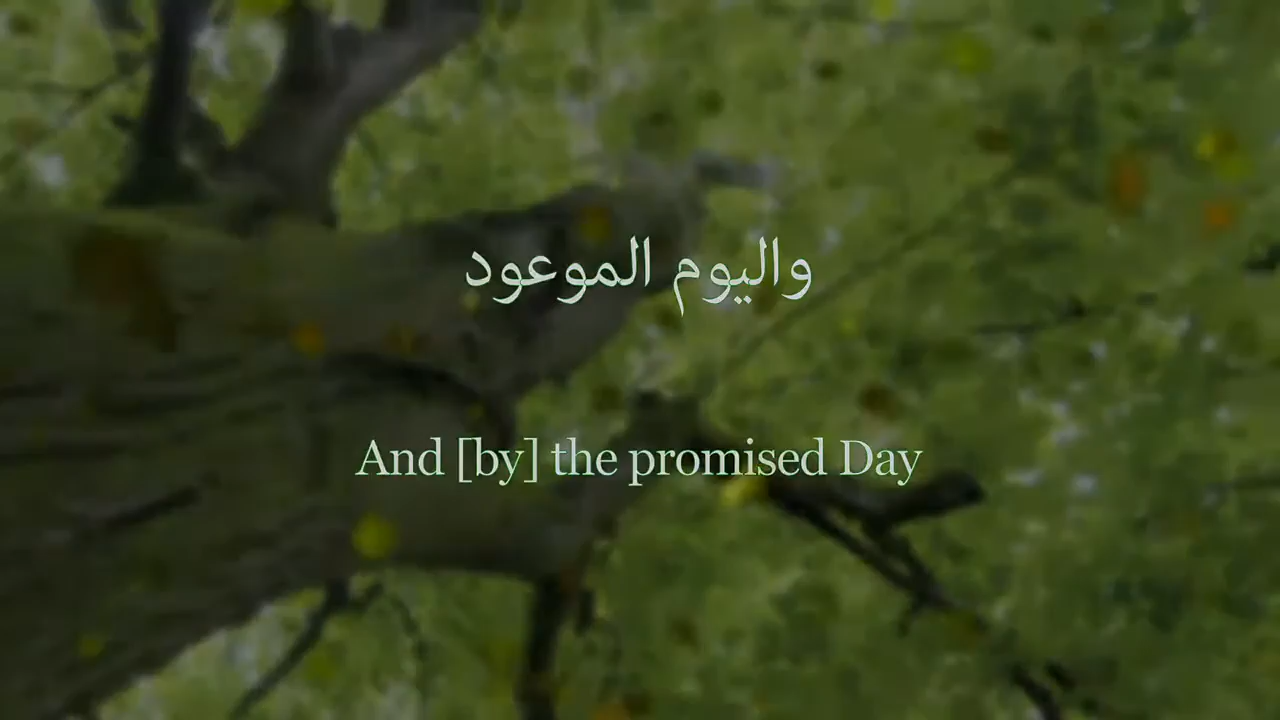 واليوم الموعود
And [by] the promised Day